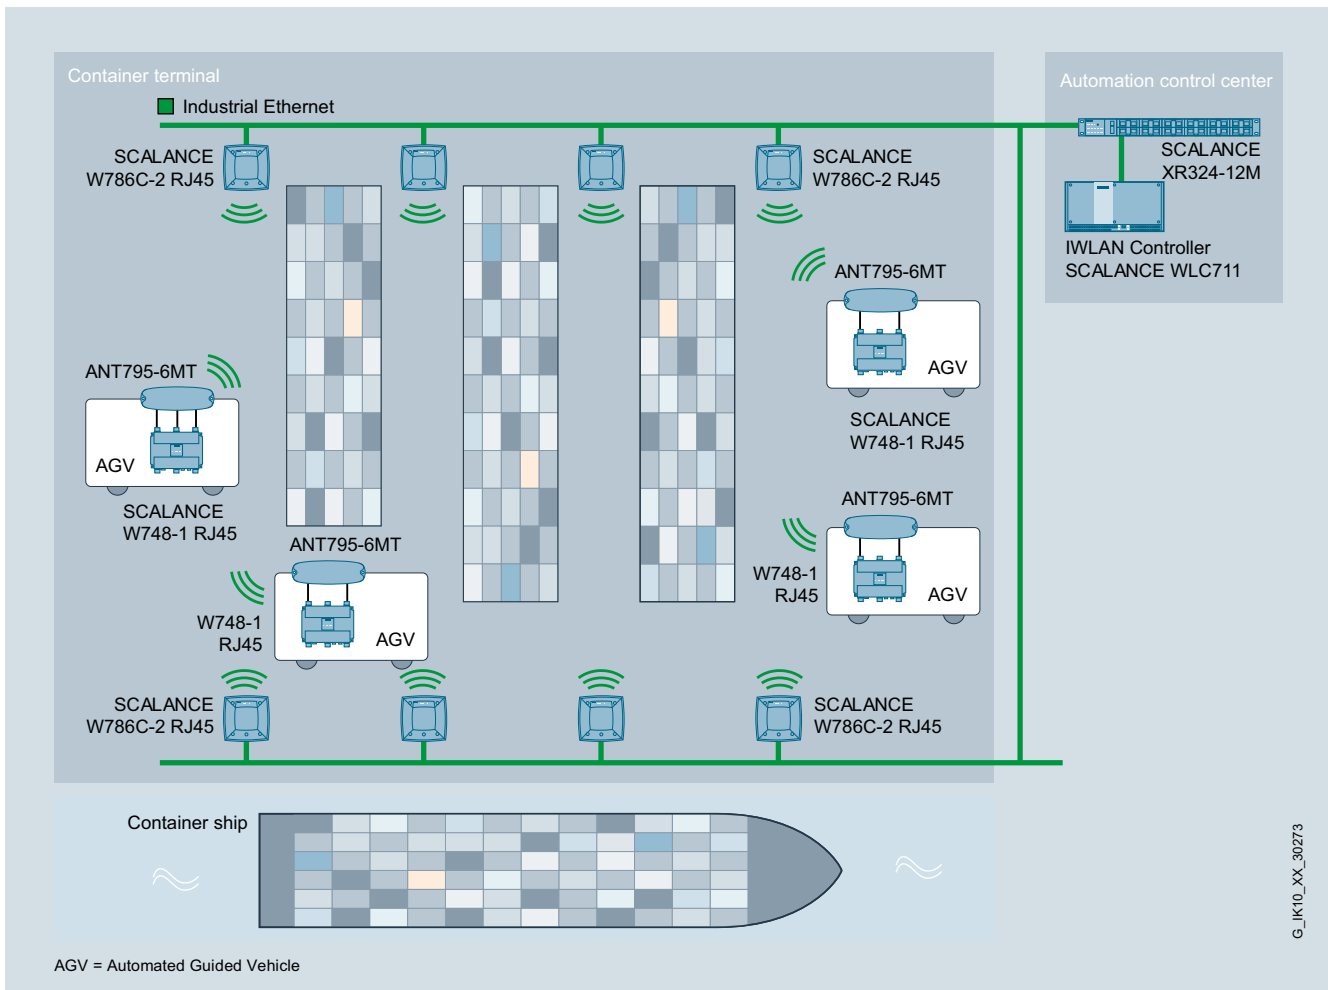 Container terminal
Automation control center
Industrial Ethernet
SCALANCE
W786C-2 RJ45
SCALANCE
W786C-2 RJ45
SCALANCE
XR324-12M
IWLAN Controller
SCALANCE WLC711
ANT795-6MT
AGV
SCALANCE
W748-1 RJ45
ANT795-6MT
AGV
SCALANCE
W748-1 RJ45
ANT795-6MT
W748-1
RJ45
AGV
ANT795-6MT
W748-1
RJ45
AGV
SCALANCE
W786C-2 RJ45
SCALANCE
W786C-2 RJ45
Container ship
G_IK10_XX_30273
AGV = Automated Guided Vehicle